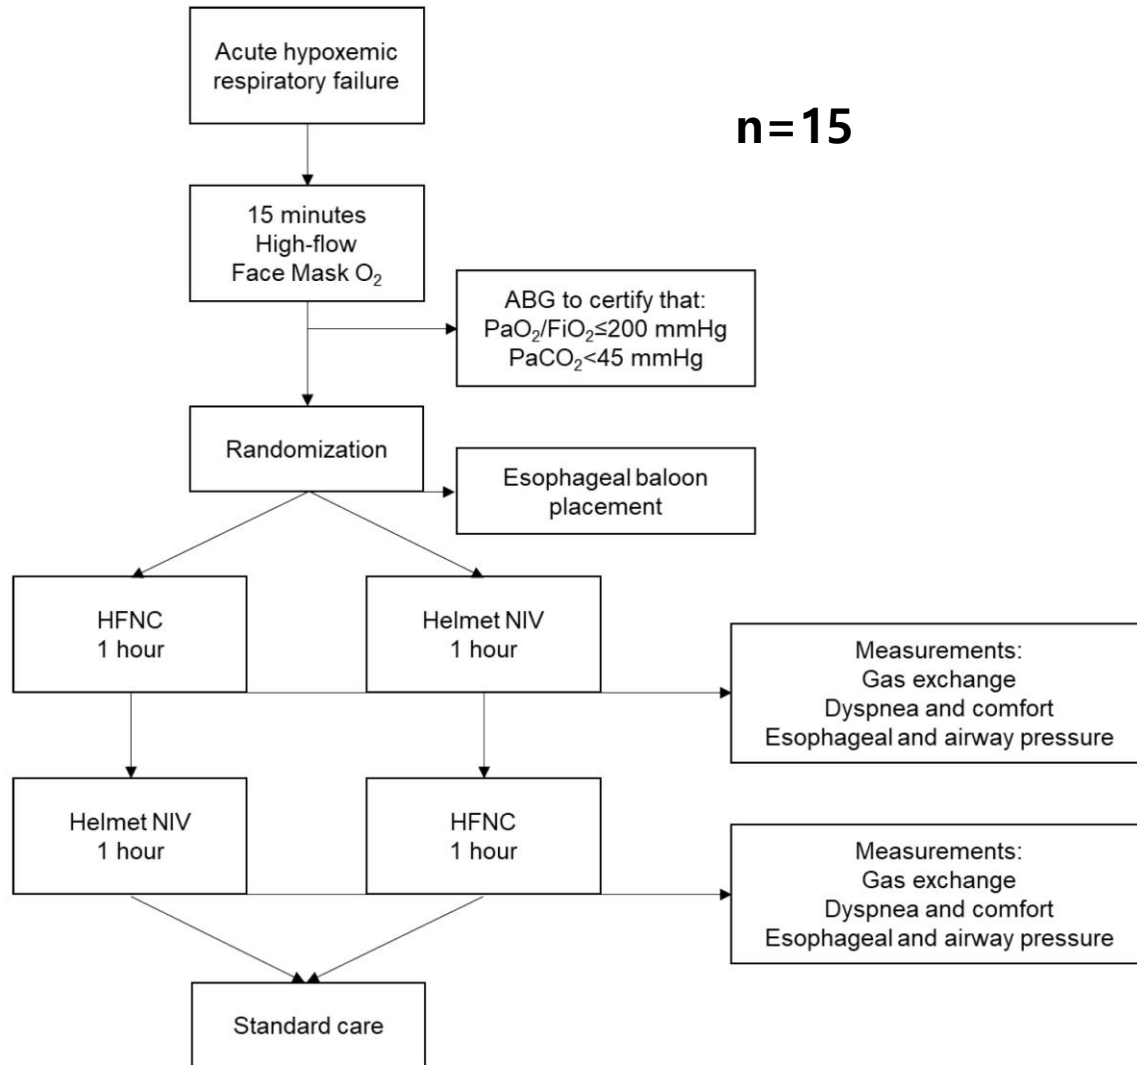 Acute hypoxemic
respiratory failure
n=15
15 minutes
High-flow
Face Mask O₂
ABG to certify that:
PaO₂/FiO₂≤200 mmHg
PaCO₂<45 mmHg
Randomization
Esophageal baloon
placement
HFNC
1 hour
Helmet NIV
1 hour
Measurements:
Gas exchange
Dyspnea and comfort
Esophageal and airway pressure
Helmet NIV
1 hour
HFNC
1 hour
Measurements:
Gas exchange
Dyspnea and comfort
Esophageal and airway pressure
Standard care